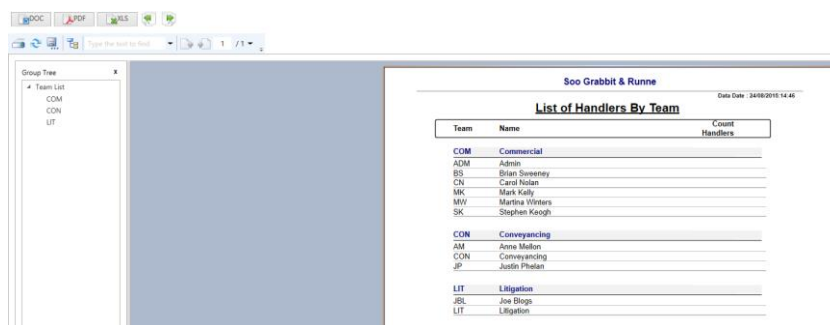 DOC PDF XLS
Type the text to find 1 /1
Group Tree x
Team List
COM
CON
LIT
Soo Grabbit & Runne
Data Date : 24/08/2015:14:46
List of Handlers By Team
Team Name Count Handlers
COM Commercial
ADM Admin
BS Brian Sweeney
CN Carol Nolan
MK Mark Kelly
MW Martina Winters
SK Stephen Keogh
CON Conveyancing
AM Anne Mellon
CON Conveyancing
JP Justin Phelan
LIT Litigation
JBL Joe Blogs
LIT Litigation